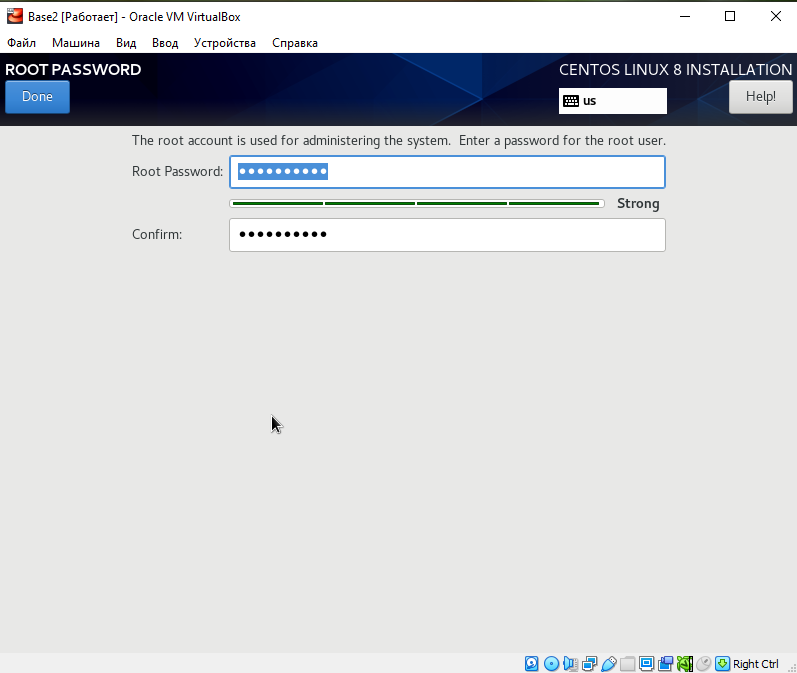 Base2 [Работает] - Oracle VM VirtualBox
Файл Машина Вид Ввод Устройства Справка
ROOT PASSWORD
CENTOS LINUX 8 INSTALLATION
Done
us
Help!
The root account is used for administering the system. Enter a password for the root user.
Root Password: ●●●●●●●●●●
Strong
Confirm: ●●●●●●●●●●
Right Ctrl